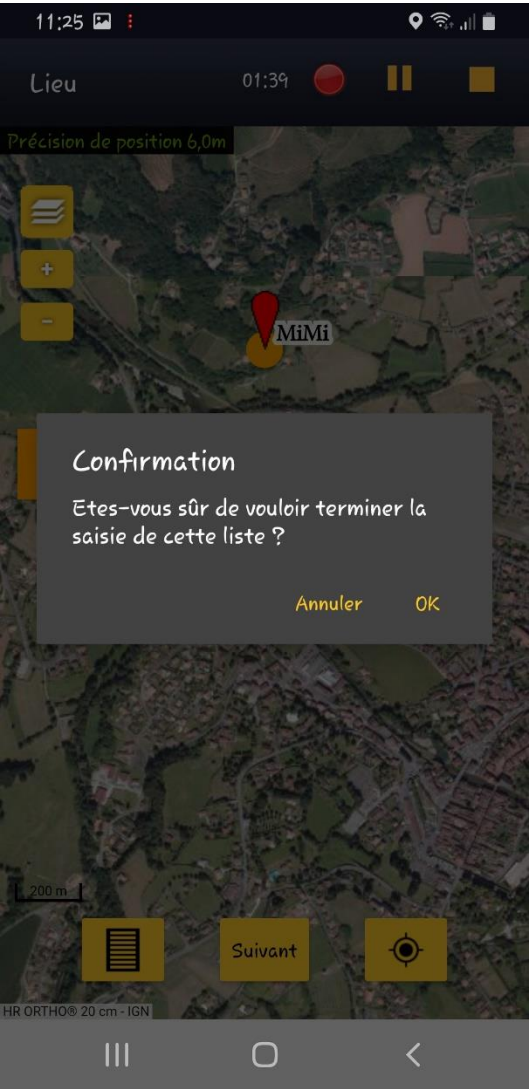 11:25
Lieu
01:39
Précision de position 6,0m
+
-
MiMi
Confirmation
Etes-vous sûr de vouloir terminer la
saisie de cette liste ?
Annuler OK
200 m
Suivant
HR ORTHO® 20 cm - IGN